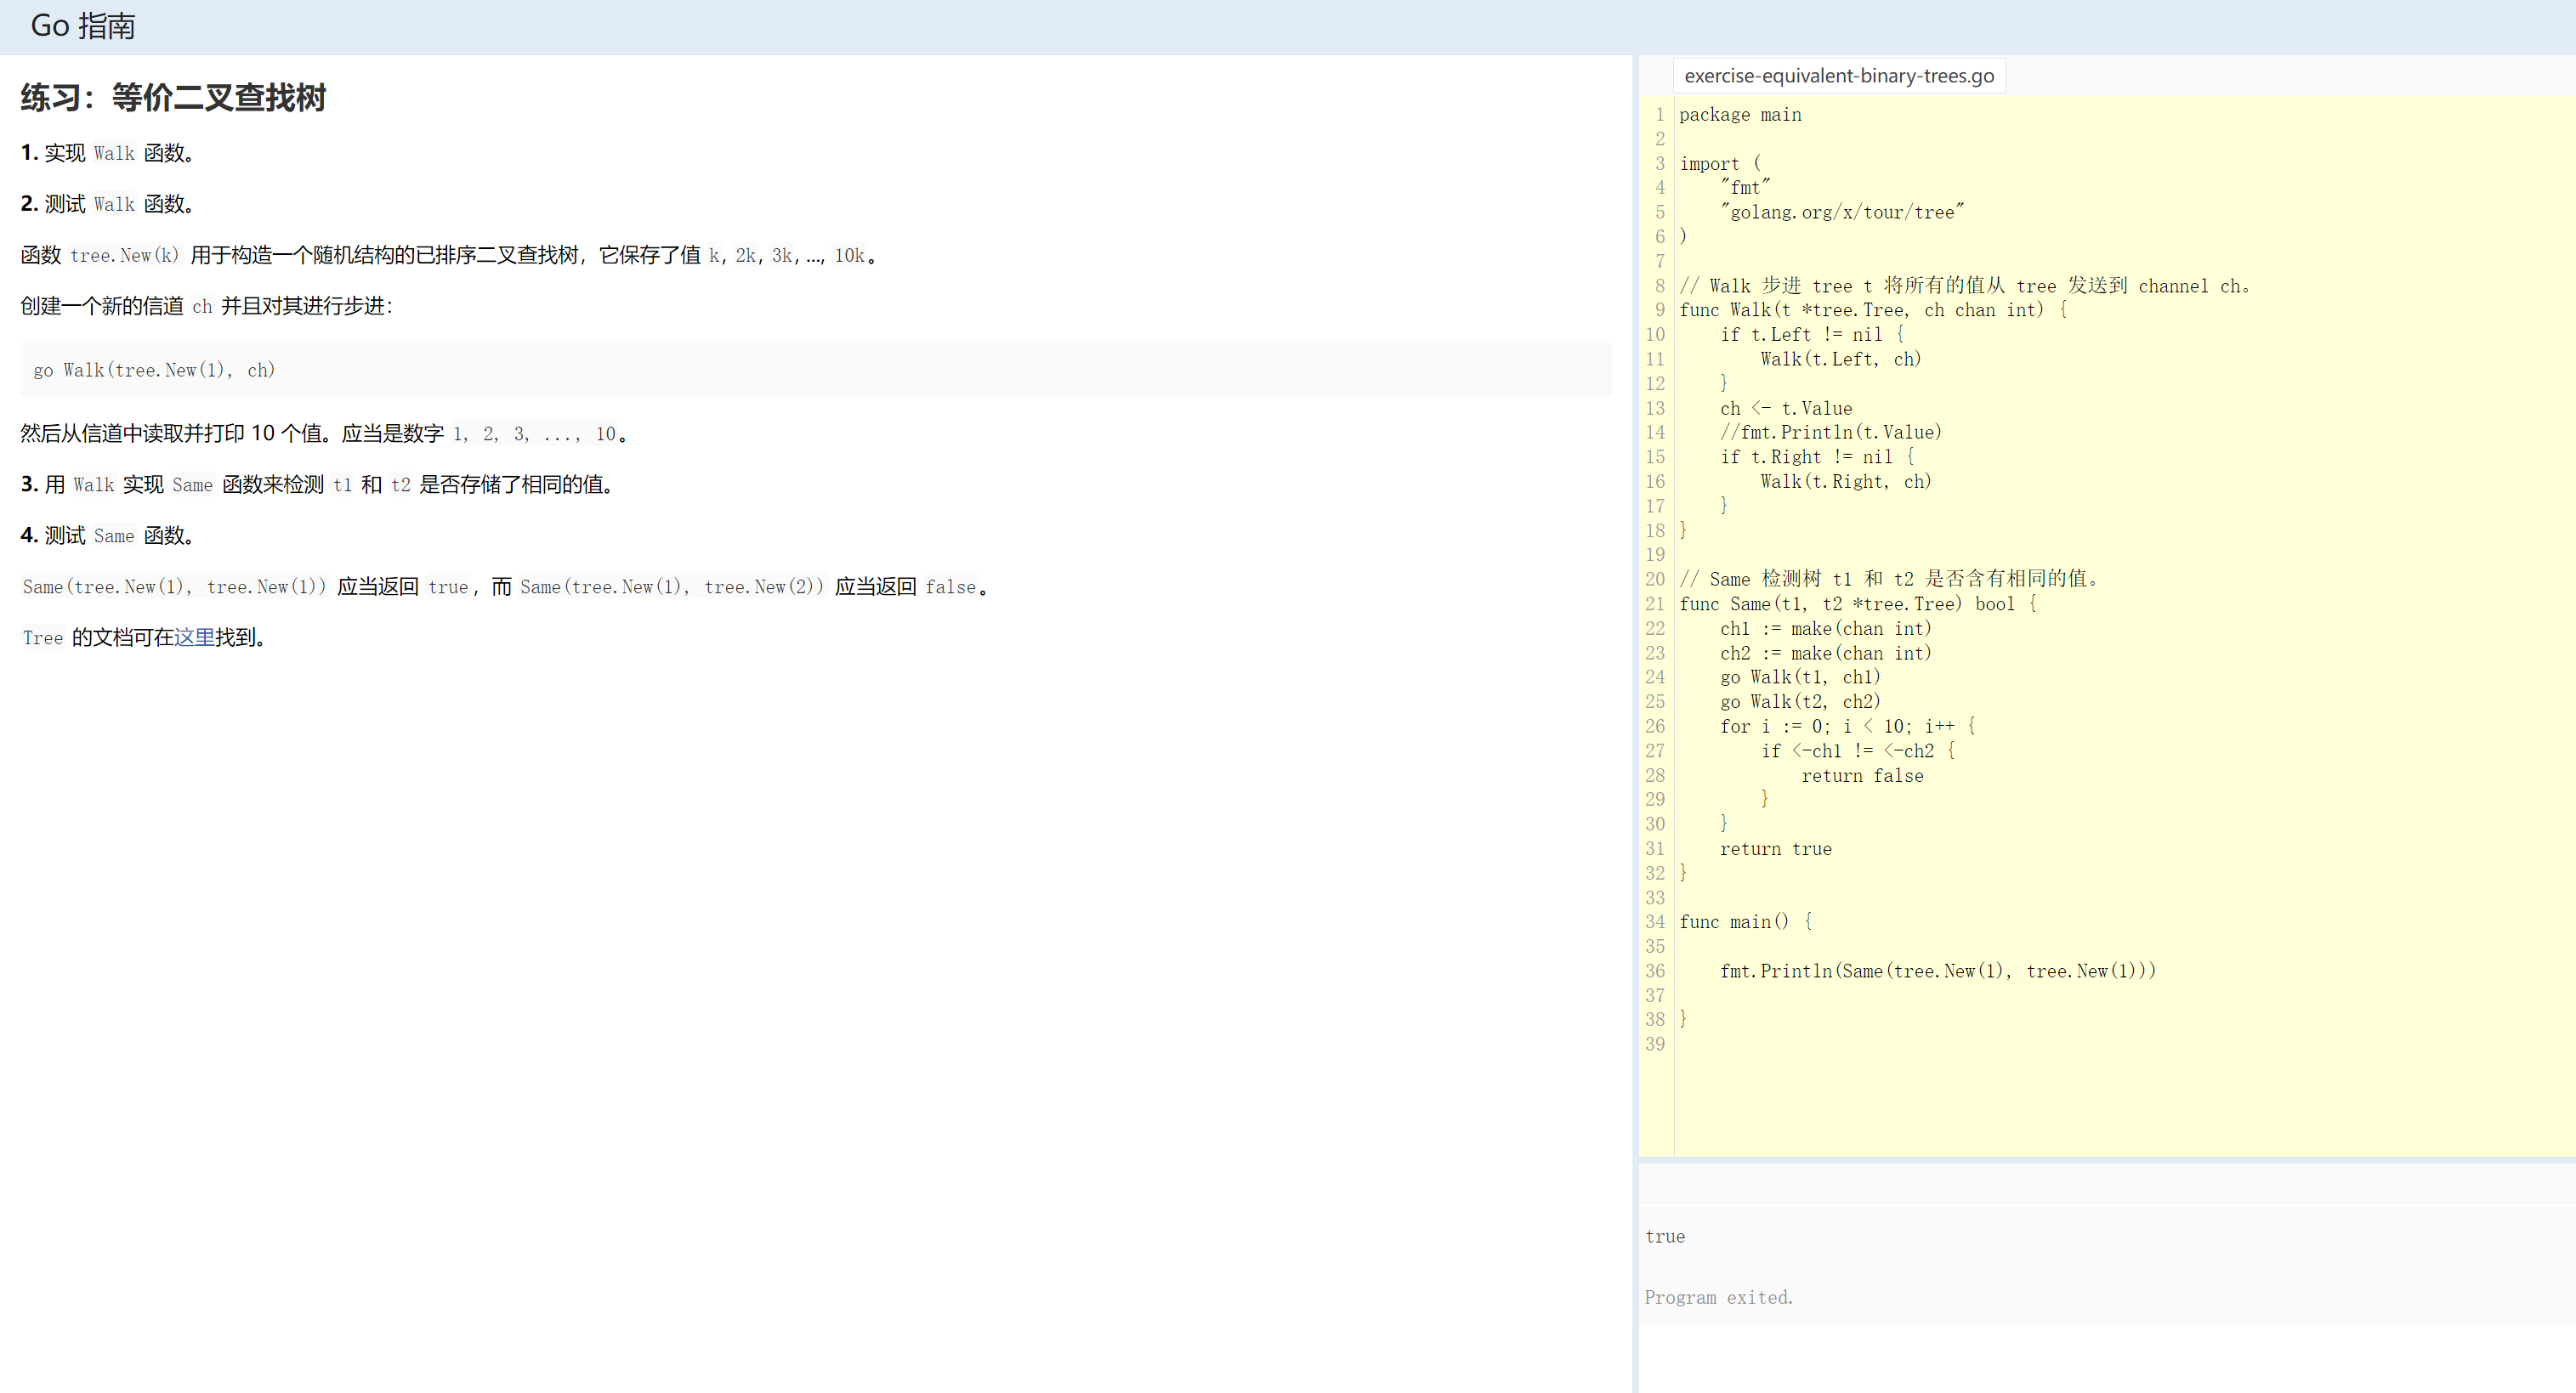 Go 指南
练习：等价二叉查找树
1. 实现 Walk 函数。
2. 测试 Walk 函数。
函数 tree.New(k) 用于构造一个随机结构的已排序二叉查找树，它保存了值 k, 2k, 3k, ..., 10k。
创建一个新的信道 ch 并且对其进行步进：
go Walk(tree.New(1), ch)
然后从信道中读取并打印 10 个值。应当是数字 1, 2, 3, ..., 10。
3. 用 Walk 实现 Same 函数来检测 t1 和 t2 是否存储了相同的值。
4. 测试 Same 函数。
Same(tree.New(1), tree.New(1)) 应当返回 true，而 Same(tree.New(1), tree.New(2)) 应当返回 false。
Tree 的文档可在这里找到。
exercise-equivalent-binary-trees.go
1 package main
2
3 import (
4     "fmt"
5     "golang.org/x/tour/tree"
6 )
7
8 // Walk 步进 tree t 将所有的值从 tree 发送到 channel ch。
9 func Walk(t *tree.Tree, ch chan int) {
10     if t.Left != nil {
11         Walk(t.Left, ch)
12     }
13     ch <- t.Value
14     //fmt.Println(t.Value)
15     if t.Right != nil {
16         Walk(t.Right, ch)
17     }
18 }
19
20 // Same 检测树 t1 和 t2 是否含有相同的值。
21 func Same(t1, t2 *tree.Tree) bool {
22     ch1 := make(chan int)
23     ch2 := make(chan int)
24     go Walk(t1, ch1)
25     go Walk(t2, ch2)
26     for i := 0; i < 10; i++ {
27         if <-ch1 != <-ch2 {
28             return false
29         }
30     }
31     return true
32 }
33
34 func main() {
35
36     fmt.Println(Same(tree.New(1), tree.New(1)))
37
38 }
39
true
Program exited.